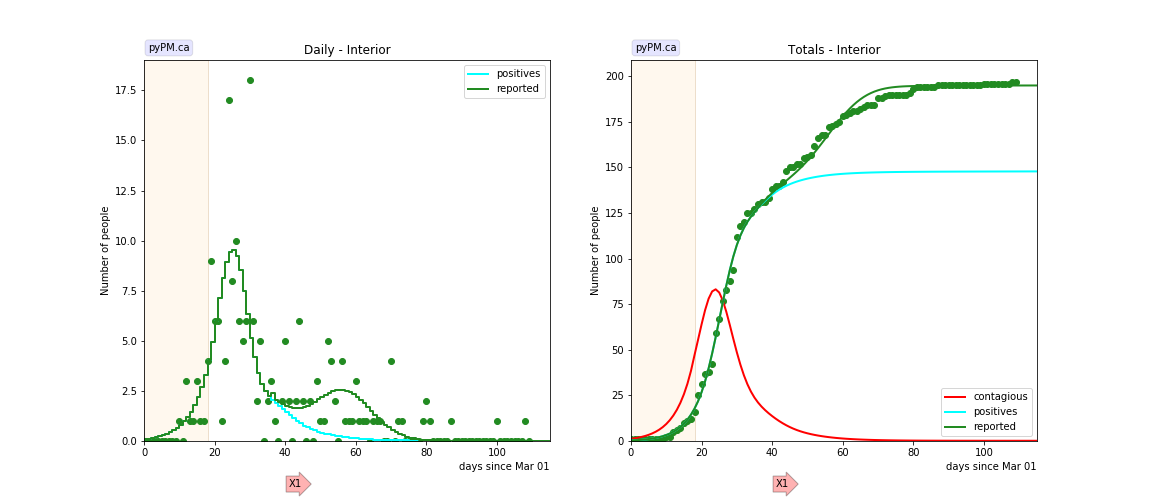 pyPM.ca
Daily - Interior
positives
reported
Number of people
17.5
15.0
12.5
10.0
7.5
5.0
2.5
0.0
0
20
40
60
80
100
days since Mar 01
X1
pyPM.ca
Totals - Interior
Number of people
200
175
150
125
100
75
50
25
0
contagious
positives
reported
0
20
40
60
80
100
days since Mar 01
X1